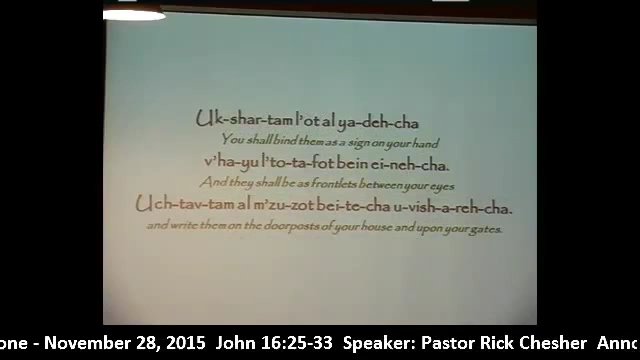 Uk-shar-tam l'ot al ya-deh-cha
You shall bind them as a sign on your hand
v'ha-yu l'to-ta-fot bein ei-neh-cha.
And they shall be as frontlets between your eyes
Uch-tav-tam al m'zu-zot bei-te-cha u-vish-a-reh-cha.
and write them on the doorposts of your house and upon your gates.
one - November 28, 2015 John 16:25-33 Speaker: Pastor Rick Chesher Anno